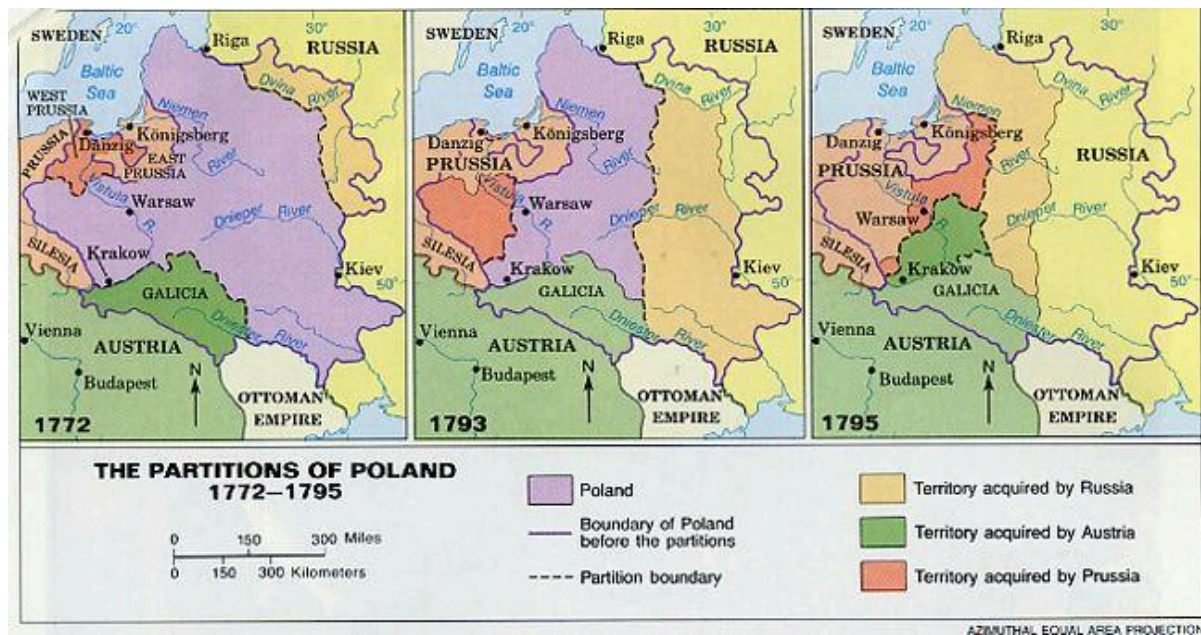 SWEDEN
20°
30°
Riga
RUSSIA
Baltic
Sea
Dvina
River
WEST
PRUSSIA
Niemen
River
PRUSSIA
Danzig
Königsberg
EAST
PRUSSIA
Vistula
R.
Warsaw
Dnieper River
SILESIA
Krakow
Kiev
50°
GALICIA
Dniester River
Vienna
AUSTRIA
Budapest
N
OTTOMAN
EMPIRE
1772
SWEDEN
20°
30°
Riga
RUSSIA
Baltic
Sea
Dvina
River
Niemen
River
Danzig
Königsberg
PRUSSIA
Vistula
R.
Warsaw
Dnieper River
SILESIA
Krakow
Kiev
50°
GALICIA
Dniester River
Vienna
AUSTRIA
Budapest
N
OTTOMAN
EMPIRE
1793
SWEDEN
20°
30°
Riga
Baltic
Sea
Dvina
River
Niemen
River
Danzig
Königsberg
RUSSIA
PRUSSIA
Vistula
Warsaw
Dnieper River
SILESIA
Krakow
Kiev
50°
GALICIA
Dniester River
Vienna
AUSTRIA
Budapest
N
OTTOMAN
EMPIRE
1795
THE PARTITIONS OF POLAND
1772–1795
0 150 300 Miles
0 150 300 Kilometers
Poland
Boundary of Poland
before the partitions
Partition boundary
Territory acquired by Russia
Territory acquired by Austria
Territory acquired by Prussia
AZIMUTHAL EQUAL AREA PROJECTION